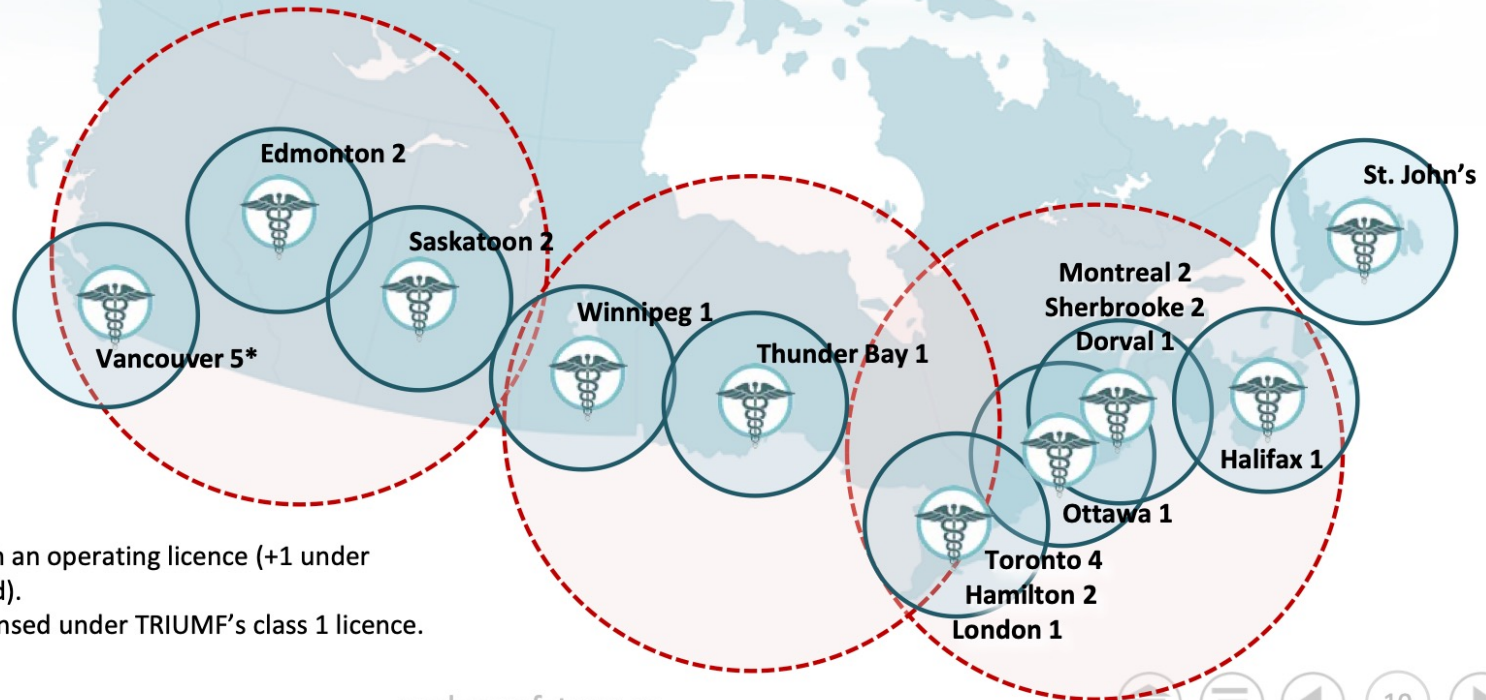 Edmonton 2
St. John's
Saskatoon 2
Montreal 2
Sherbrooke 2
Dorval 1
Winnipeg 1
Thunder Bay 1
Vancouver 5*
Halifax 1
Ottawa 1
Toronto 4
Hamilton 2
London 1
an operating licence (+1 under
under TRIUMF's class 1 licence.